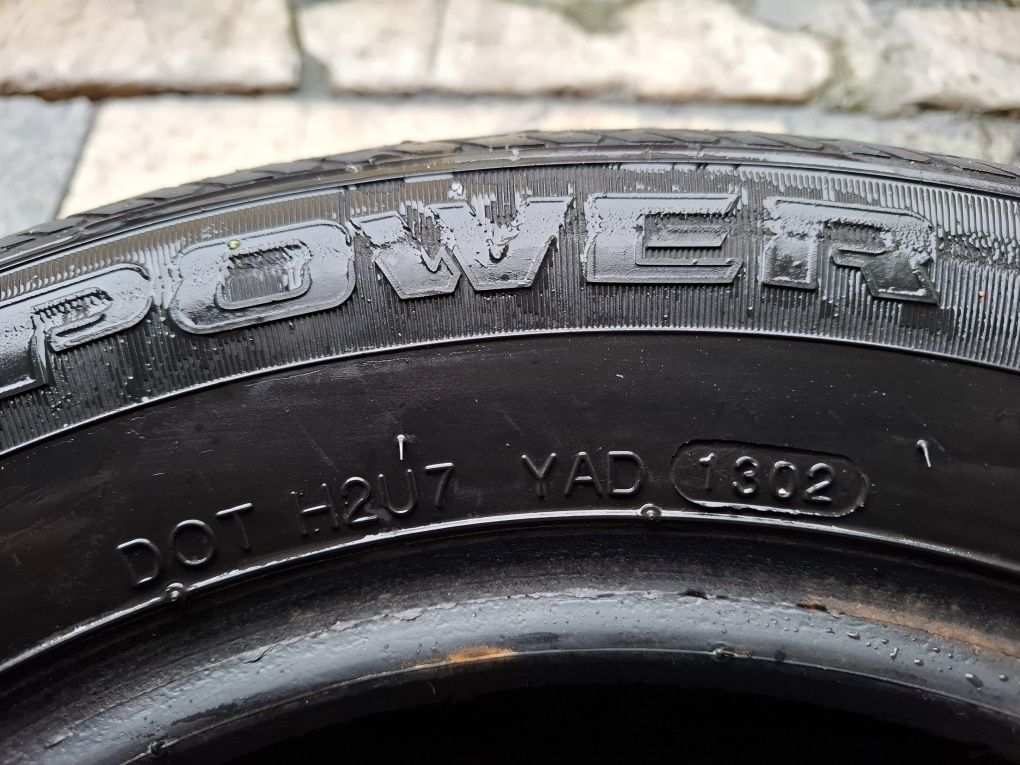 POWER
DOT H2U7 YAD 1302